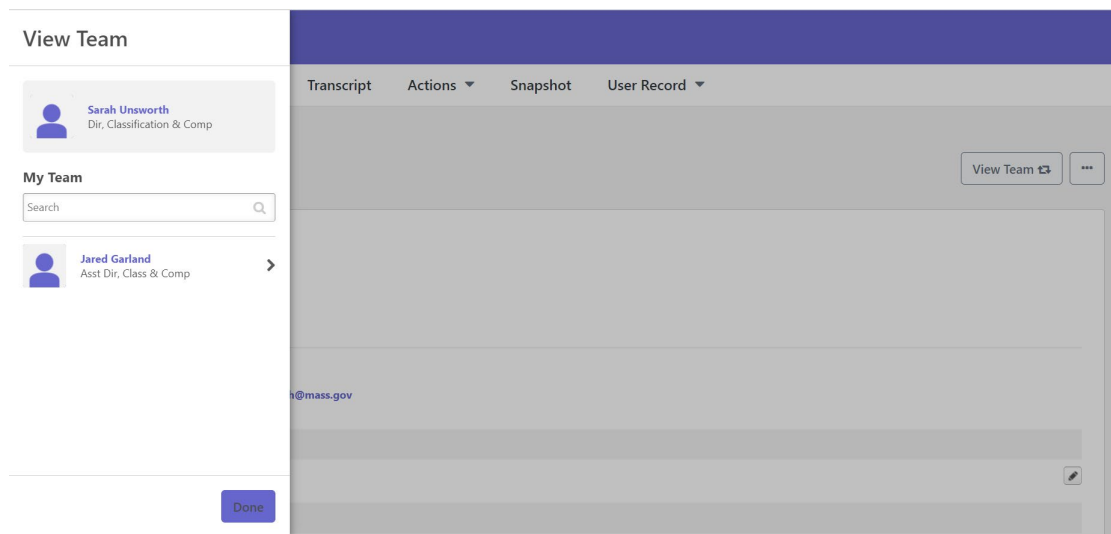 View Team
Transcript Actions Snapshot User Record
Sarah Unsworth
Dir, Classification & Comp
View Team ...
My Team
Search
Jared Garland
Asst Dir, Class & Comp
h@mass.gov
Done